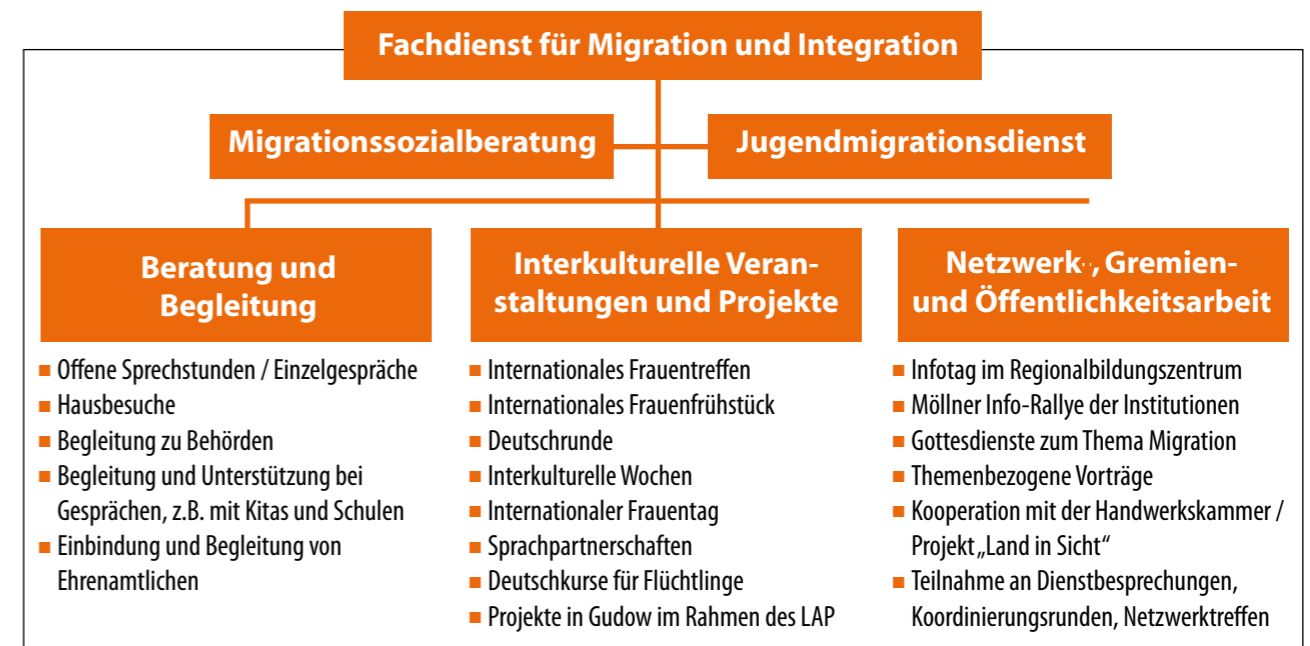 Fachdienst für Migration und Integration
Migrationssozialberatung
Jugendmigrationsdienst
Beratung und
Begleitung
■ Offene Sprechstunden / Einzelgespräche
■ Hausbesuche
■ Begleitung zu Behörden
■ Begleitung und Unterstützung bei
Gesprächen, z.B. mit Kitas und Schulen
■ Einbindung und Begleitung von
Ehrenamtlichen
Interkulturelle Veran-
staltungen und Projekte
■ Internationales Frauentreffen
■ Internationales Frauenfrühstück
■ Deutschrunde
■ Interkulturelle Wochen
■ Internationaler Frauentag
■ Sprachpartnerschaften
■ Deutschkurse für Flüchtlinge
■ Projekte in Gudow im Rahmen des LAP
Netzwerk-, Gremien-
und Öffentlichkeitsarbeit
■ Infotag im Regionalbildungszentrum
■ Möllner Info-Rallye der Institutionen
■ Gottesdienste zum Thema Migration
■ Themenbezogene Vorträge
■ Kooperation mit der Handwerkskammer /
Projekt „Land in Sicht“
■ Teilnahme an Dienstbesprechungen,
Koordinierungsrunden, Netzwerktreffen